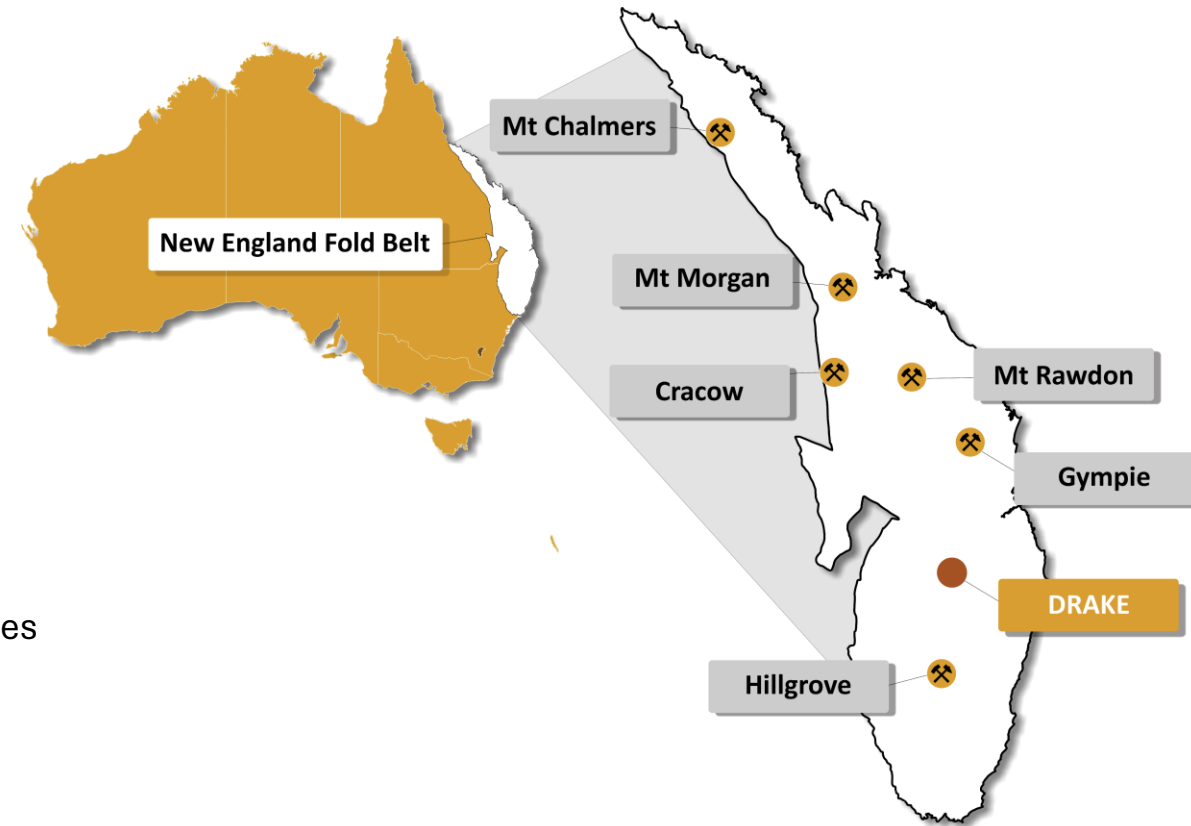 Mt Chalmers
New England Fold Belt
Mt Morgan
Mt Rawdon
Cracow
Gympie
DRAKE
es
Hillgrove